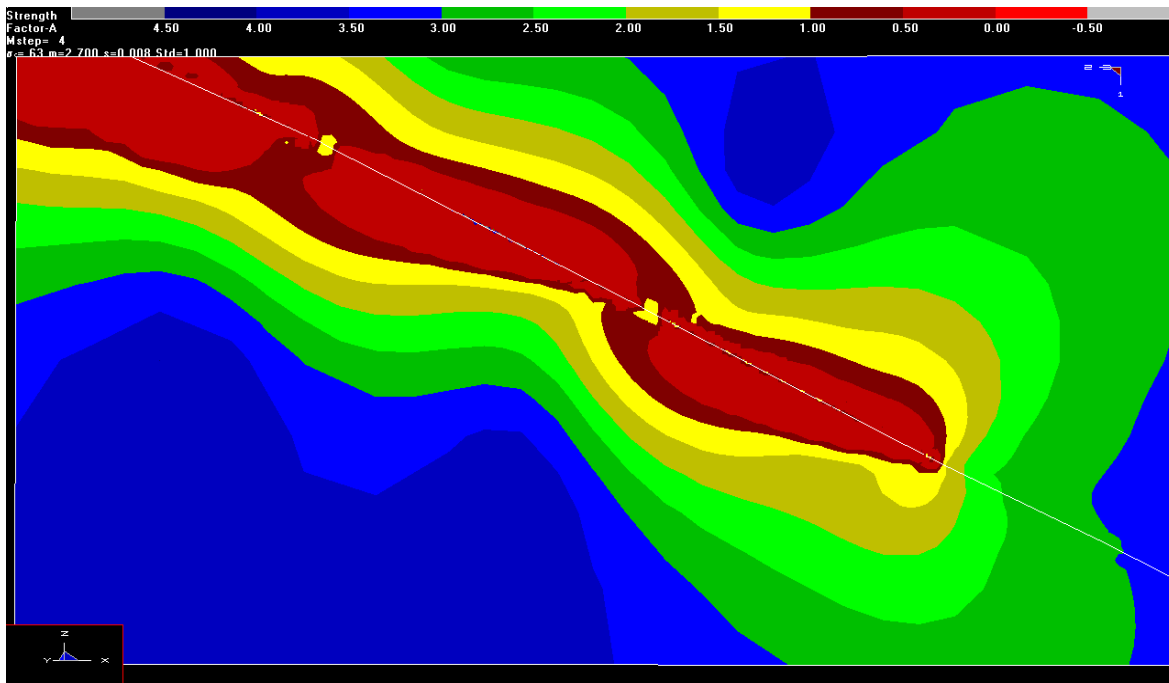 Strength
Factor-A 4.50 4.00 3.50 3.00 2.50 2.00 1.50 1.00 0.50 0.00 -0.50
Mstep= 4
σc= 63 m=2.700 s=0.008 Std=1.000
2 3
1
Z
Y X